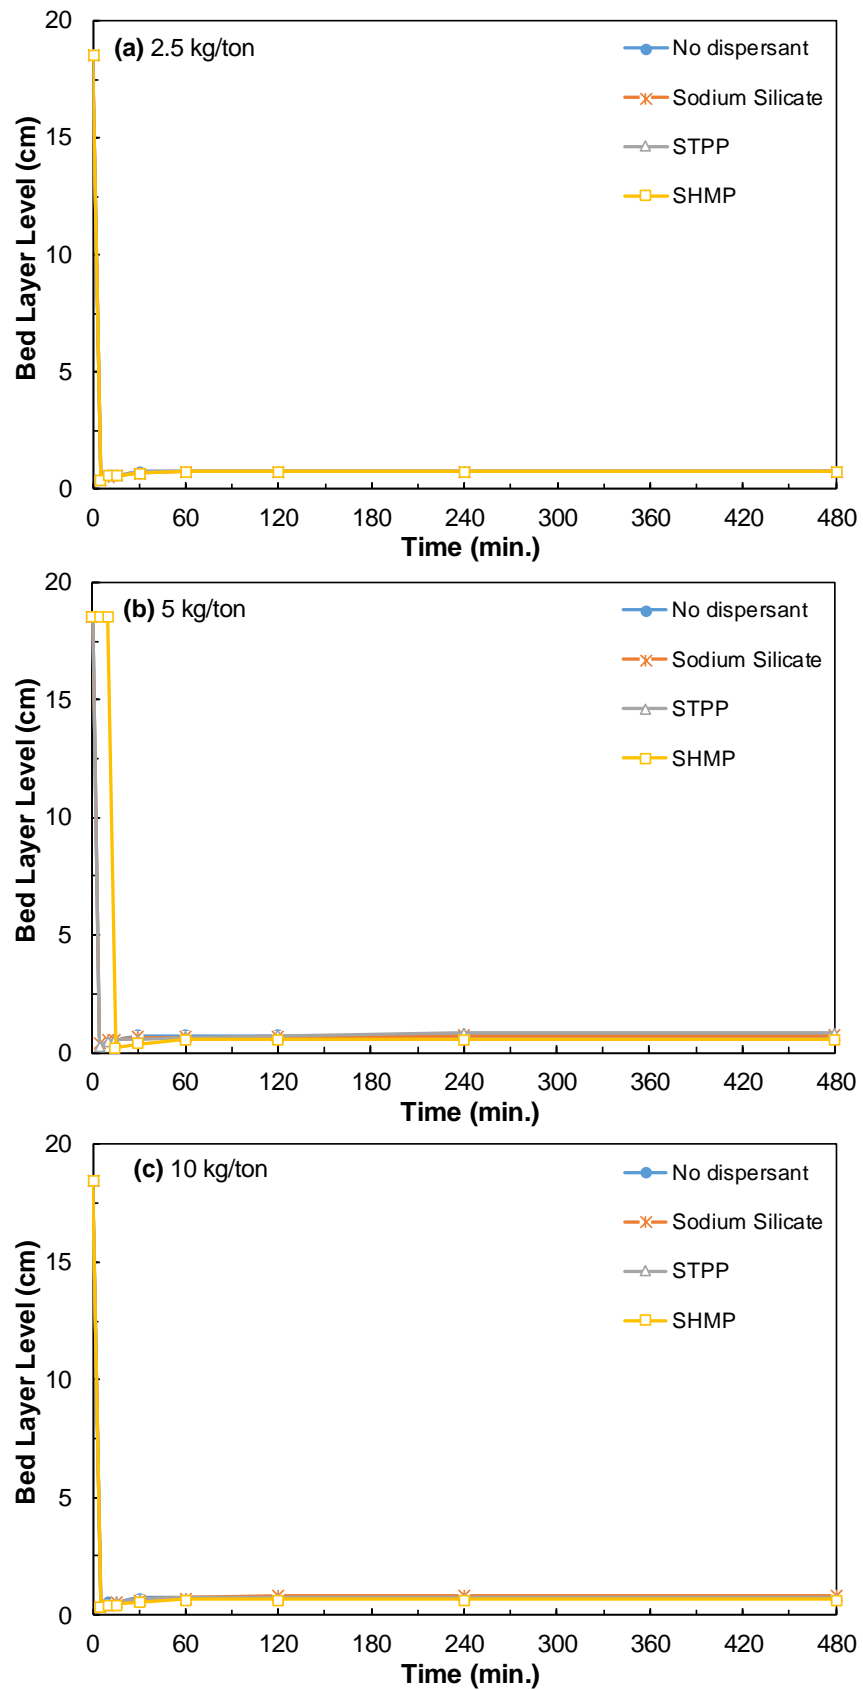 20
(a) 2.5 kg/ton
No dispersant
Sodium Silicate
STPP
SHMP
15
10
5
0
Bed Layer Level (cm)
0 60 120 180 240 300 360 420 480
Time (min.)
20
(b) 5 kg/ton
No dispersant
Sodium Silicate
STPP
SHMP
15
10
5
0
Bed Layer Level (cm)
0 60 120 180 240 300 360 420 480
Time (min.)
20
(c) 10 kg/ton
No dispersant
Sodium Silicate
STPP
SHMP
15
10
5
0
Bed Layer Level (cm)
0 60 120 180 240 300 360 420 480
Time (min.)